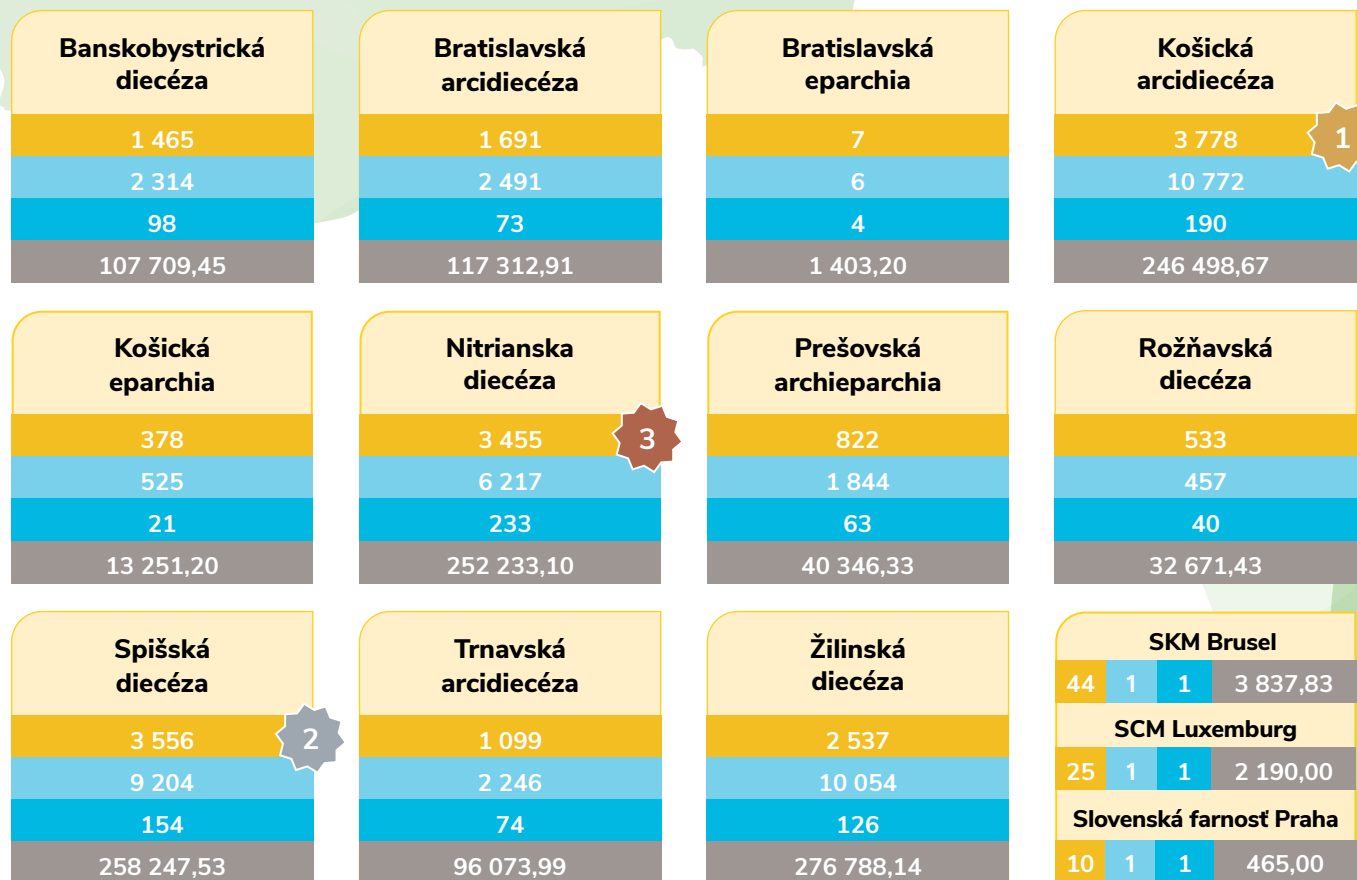 Banskobystrická
diecéza
1 465
2 314
98
107 709,45
Bratislavská
arcidiecéza
1 691
2 491
73
117 312,91
Bratislavská
eparchia
7
6
4
1 403,20
Košická
arcidiecéza
3 778
1
10 772
190
246 498,67
Košická
eparchia
378
525
21
13 251,20
Nitrianska
diecéza
3 455
3
6 217
233
252 233,10
Prešovská
archieparchia
822
1 844
63
40 346,33
Rožňavská
diecéza
533
457
40
32 671,43
Spišská
diecéza
3 556
2
9 204
154
258 247,53
Trnavská
arcidiecéza
1 099
2 246
74
96 073,99
Žilinská
diecéza
2 537
10 054
126
276 788,14
SKM Brusel
44 1 1 3 837,83
SCM Luxemburg
25 1 1 2 190,00
Slovenská farnosť Praha
10 1 1 465,00